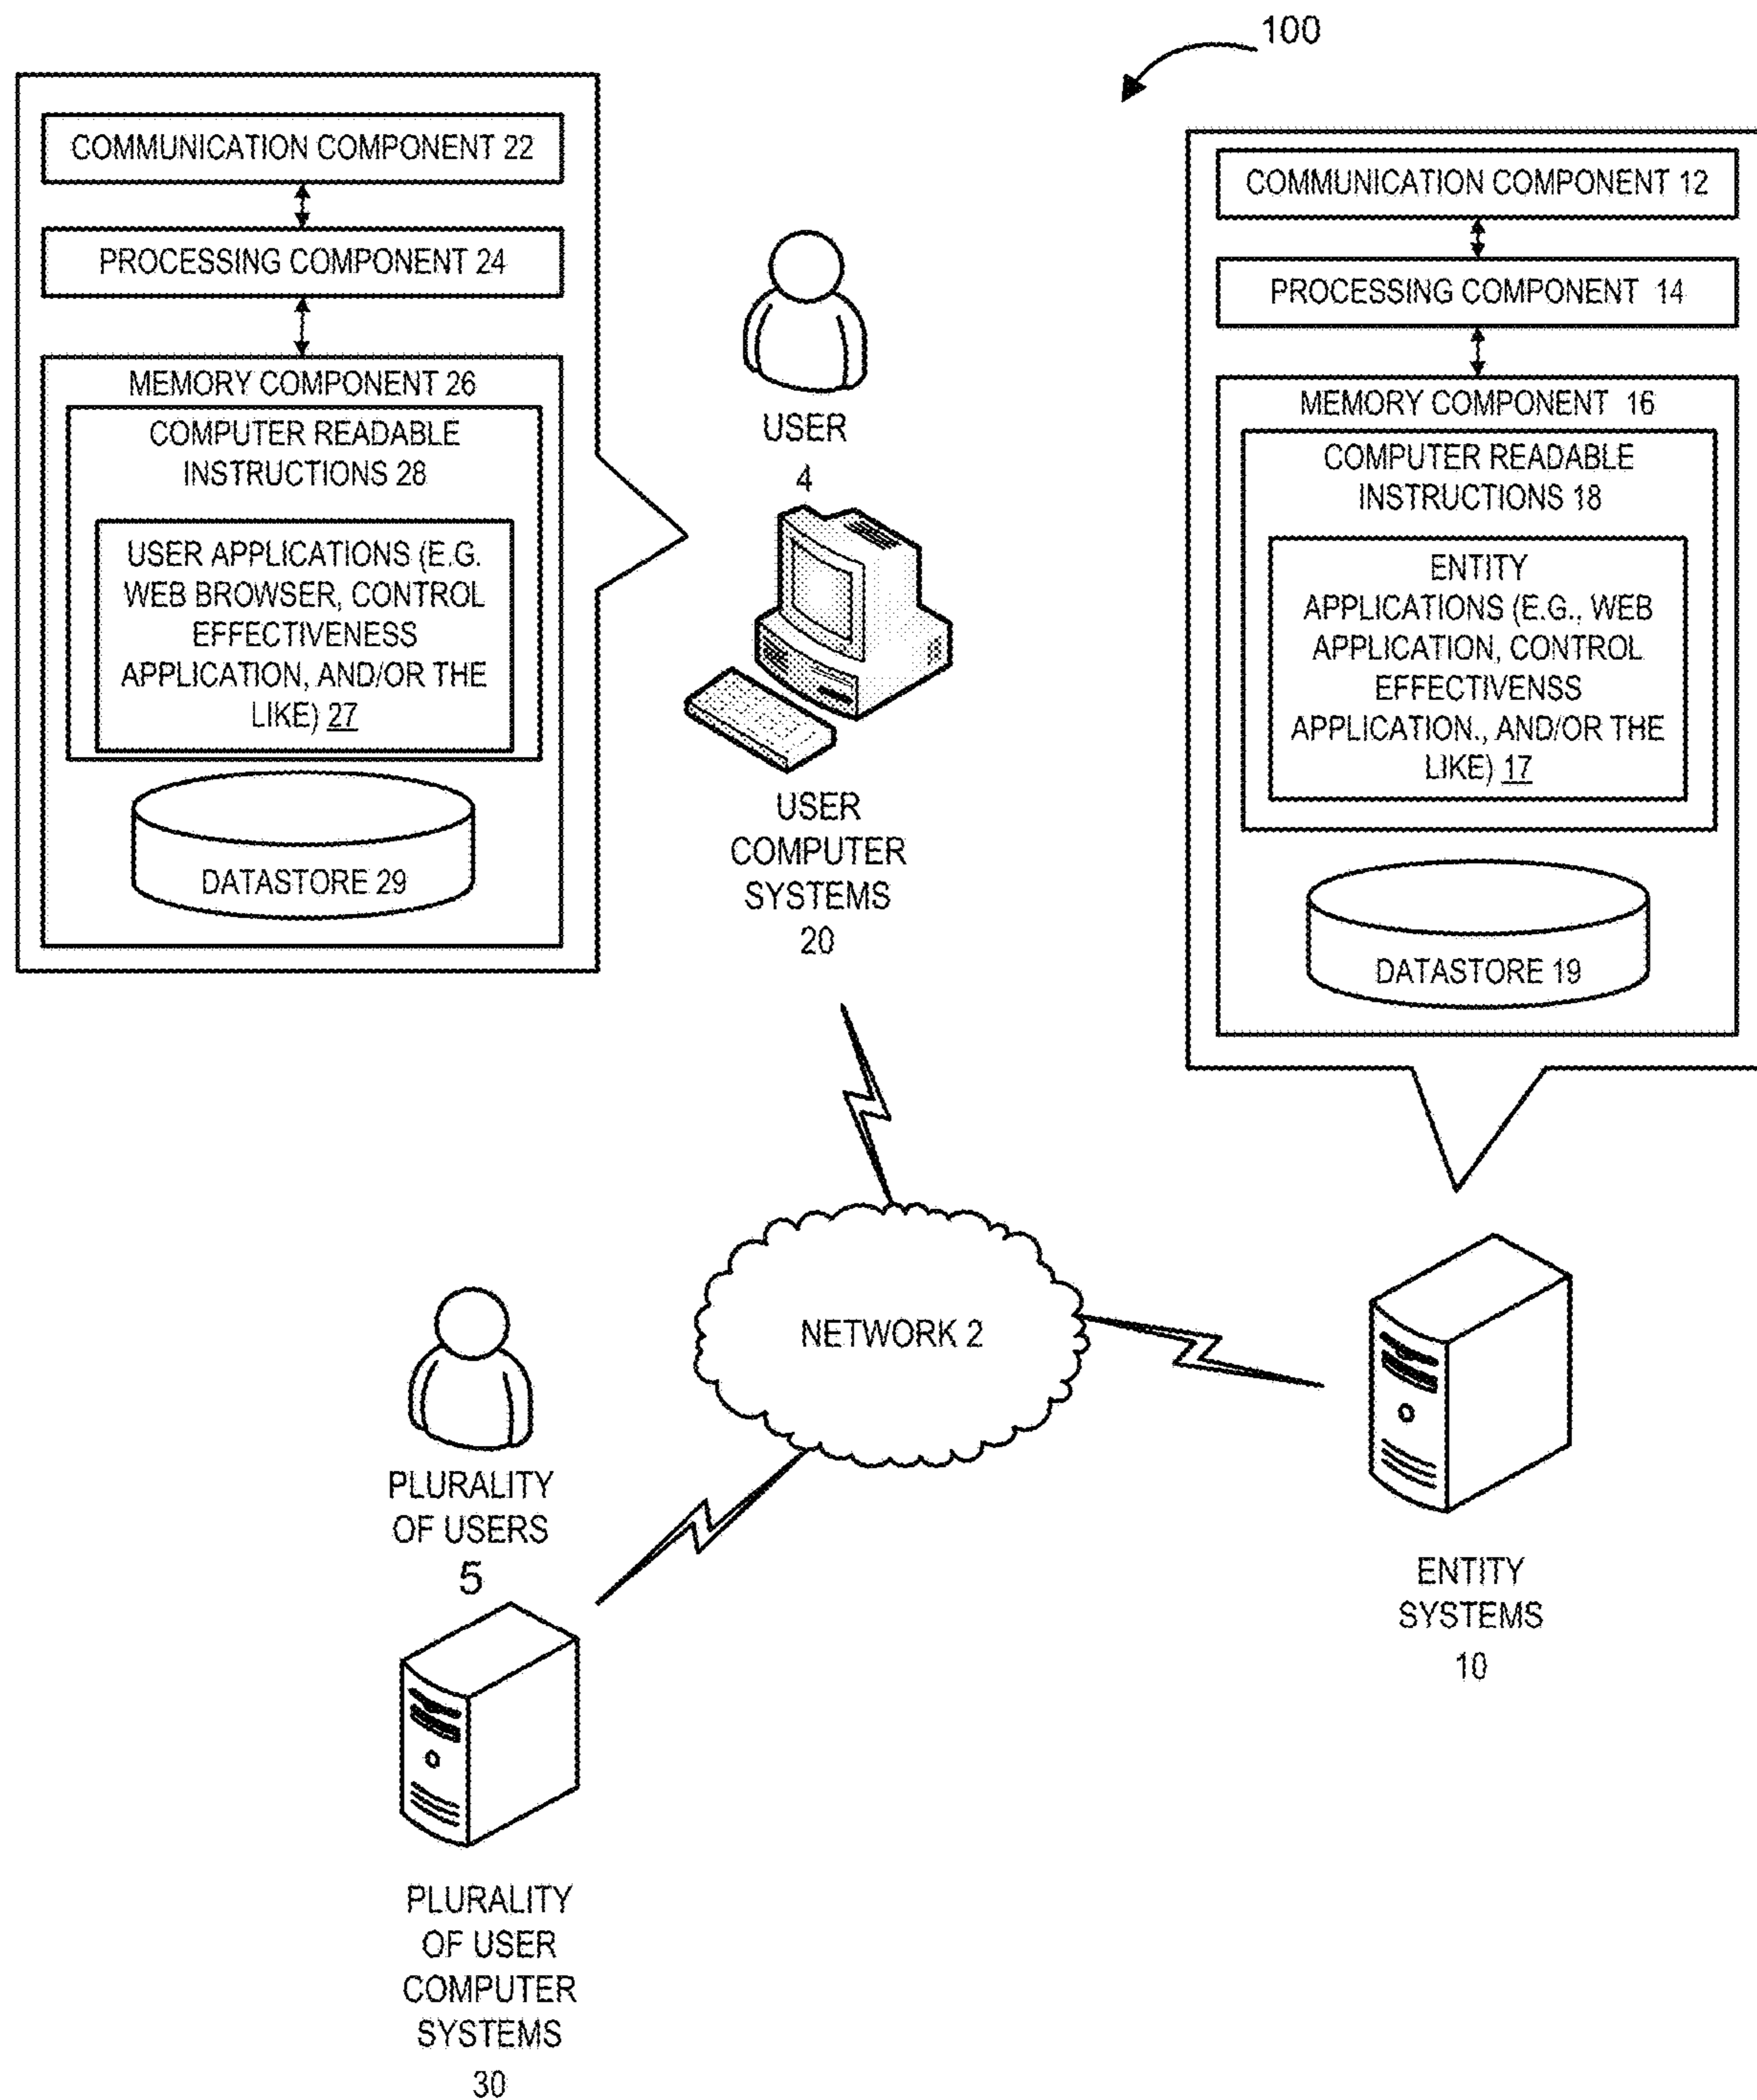 100
COMMUNICATION COMPONENT 22
PROCESSING COMPONENT 24
MEMORY COMPONENT 26
COMPUTER READABLE
INSTRUCTIONS 28
USER APPLICATIONS (E.G.
WEB BROWSER, CONTROL
EFFECTIVENESS
APPLICATION, AND/OR THE
LIKE) 27
DATASTORE 29
USER
4
USER
COMPUTER
SYSTEMS
20
COMMUNICATION COMPONENT 12
PROCESSING COMPONENT 14
MEMORY COMPONENT 16
COMPUTER READABLE
INSTRUCTIONS 18
ENTITY
APPLICATIONS (E.G., WEB
APPLICATION, CONTROL
EFFECTIVENSS
APPLICATION., AND/OR THE
LIKE) 17
DATASTORE 19
NETWORK 2
PLURALITY
OF USERS
5
ENTITY
SYSTEMS
10
PLURALITY
OF USER
COMPUTER
SYSTEMS
30